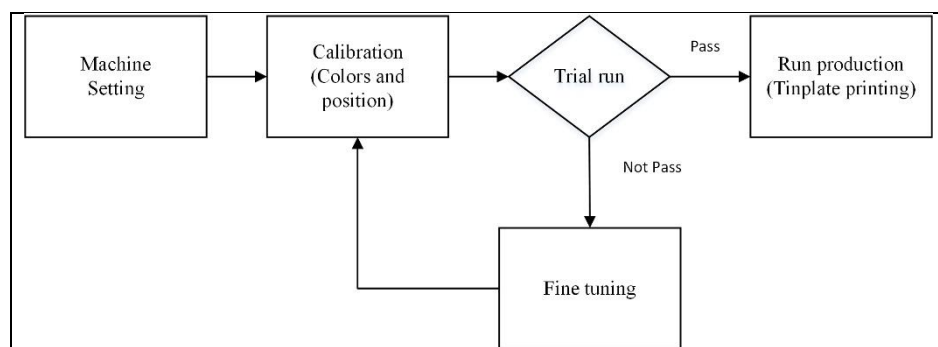 Machine
Setting
Calibration
(Colors and
position)
Trial run
Pass
Run production
(Tinplate printing)
Not Pass
Fine tuning